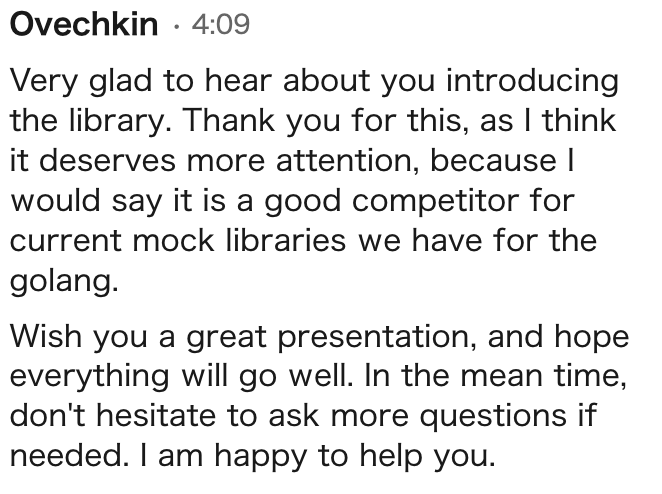 Ovechkin · 4:09
Very glad to hear about you introducing
the library. Thank you for this, as I think
it deserves more attention, because I
would say it is a good competitor for
current mock libraries we have for the
golang.
Wish you a great presentation, and hope
everything will go well. In the mean time,
don't hesitate to ask more questions if
needed. I am happy to help you.